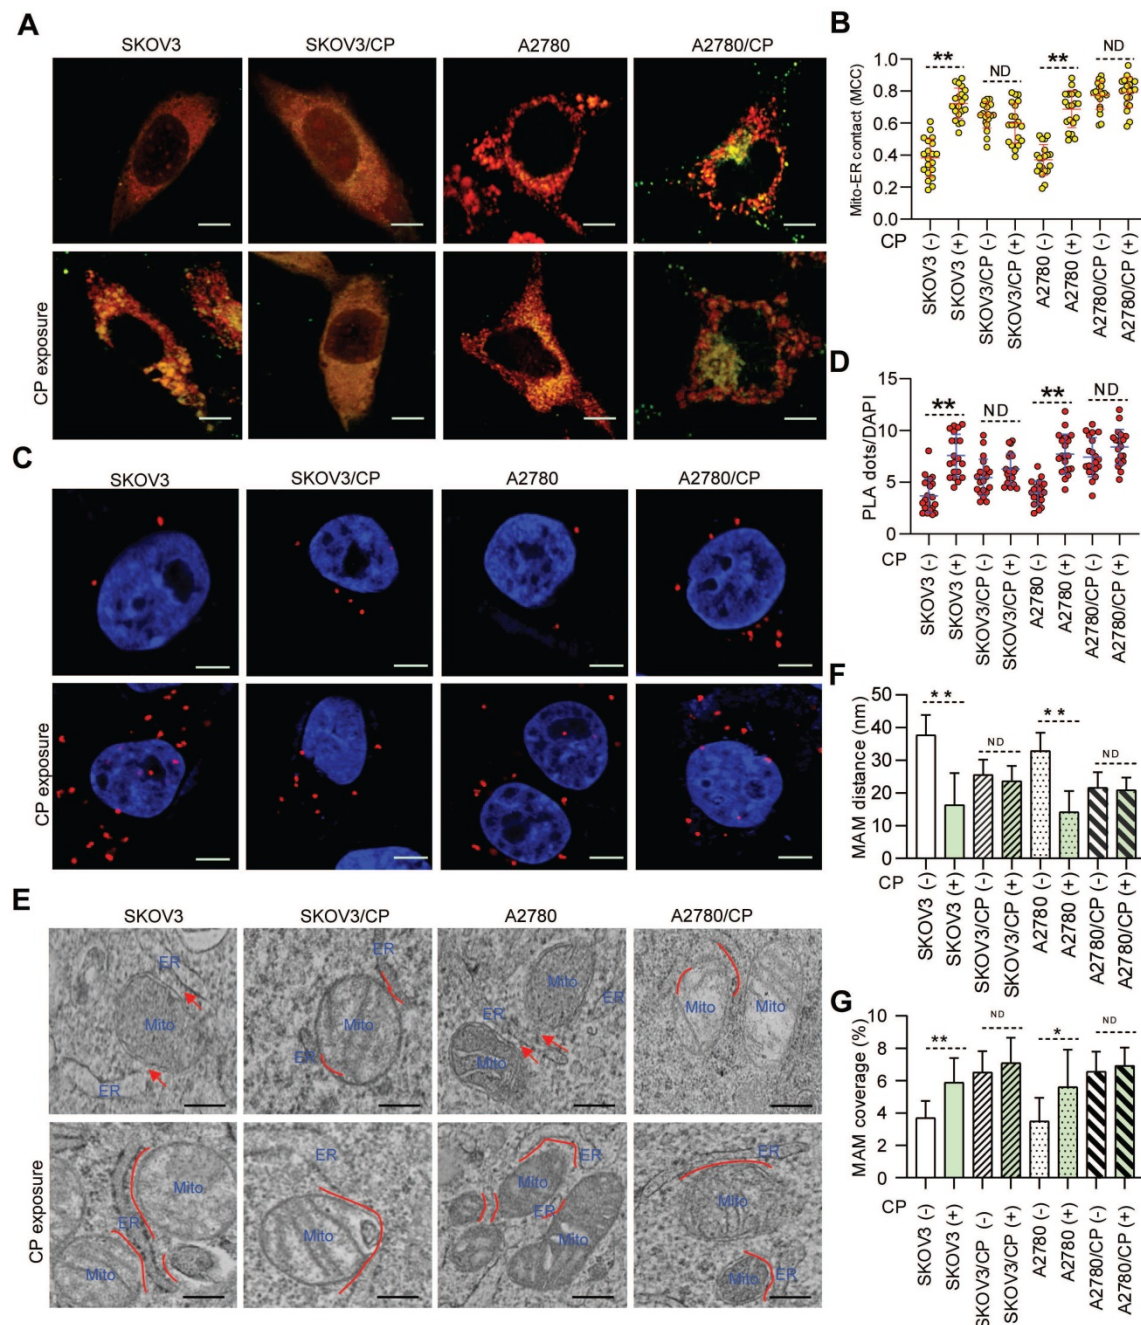 A
SKOV3 SKOV3/CP A2780 A2780/CP
CP exposure
B
Mito-ER contact (MCC)
1.0
0.8
0.6
0.4
0.2
0.0
** ND ** ND
CP
SKOV3 (-)
SKOV3 (+)
SKOV3/CP (-)
SKOV3/CP (+)
A2780 (-)
A2780 (+)
A2780/CP (-)
A2780/CP (+)
C
SKOV3 SKOV3/CP A2780 A2780/CP
CP exposure
D
PLA dots/DAPI
15
10
5
0
** ND ** ND
CP
SKOV3 (-)
SKOV3 (+)
SKOV3/CP (-)
SKOV3/CP (+)
A2780 (-)
A2780 (+)
A2780/CP (-)
A2780/CP (+)
E
SKOV3 SKOV3/CP A2780 A2780/CP
ER
Mito
ER
ER
Mito
ER
Mito
ER
ER
Mito
Mito
Mito
CP exposure
Mito
ER
Mito
ER
Mito
ER
Mito
ER
ER
Mito
Mito
ER
F
MAM distance (nm)
50
40
30
20
10
0
** ND ** ND
CP
SKOV3 (-)
SKOV3 (+)
SKOV3/CP (-)
SKOV3/CP (+)
A2780 (-)
A2780 (+)
A2780/CP (-)
A2780/CP (+)
G
MAM coverage (%)
10
8
6
4
2
0
** ND * ND
CP
SKOV3 (-)
SKOV3 (+)
SKOV3/CP (-)
SKOV3/CP (+)
A2780 (-)
A2780 (+)
A2780/CP (-)
A2780/CP (+)